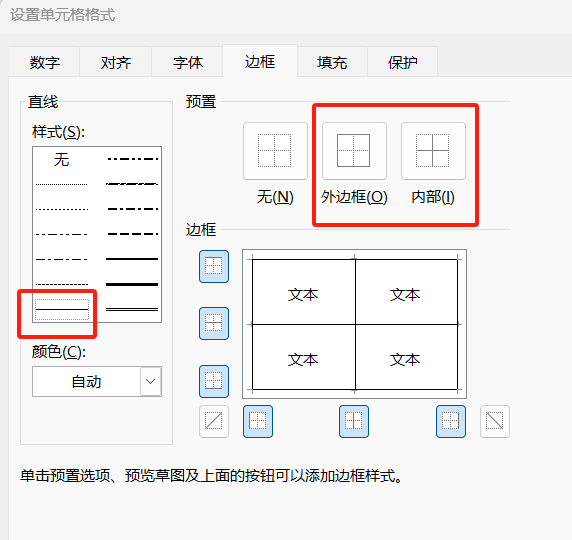 设置单元格格式
数字 对齐 字体 边框 填充 保护
直线
样式(S):
无
颜色(C):
自动
预置
无(N) 外边框(O) 内部(I)
边框
文本 文本
文本 文本
单击预置选项、预览草图及上面的按钮可以添加边框样式。